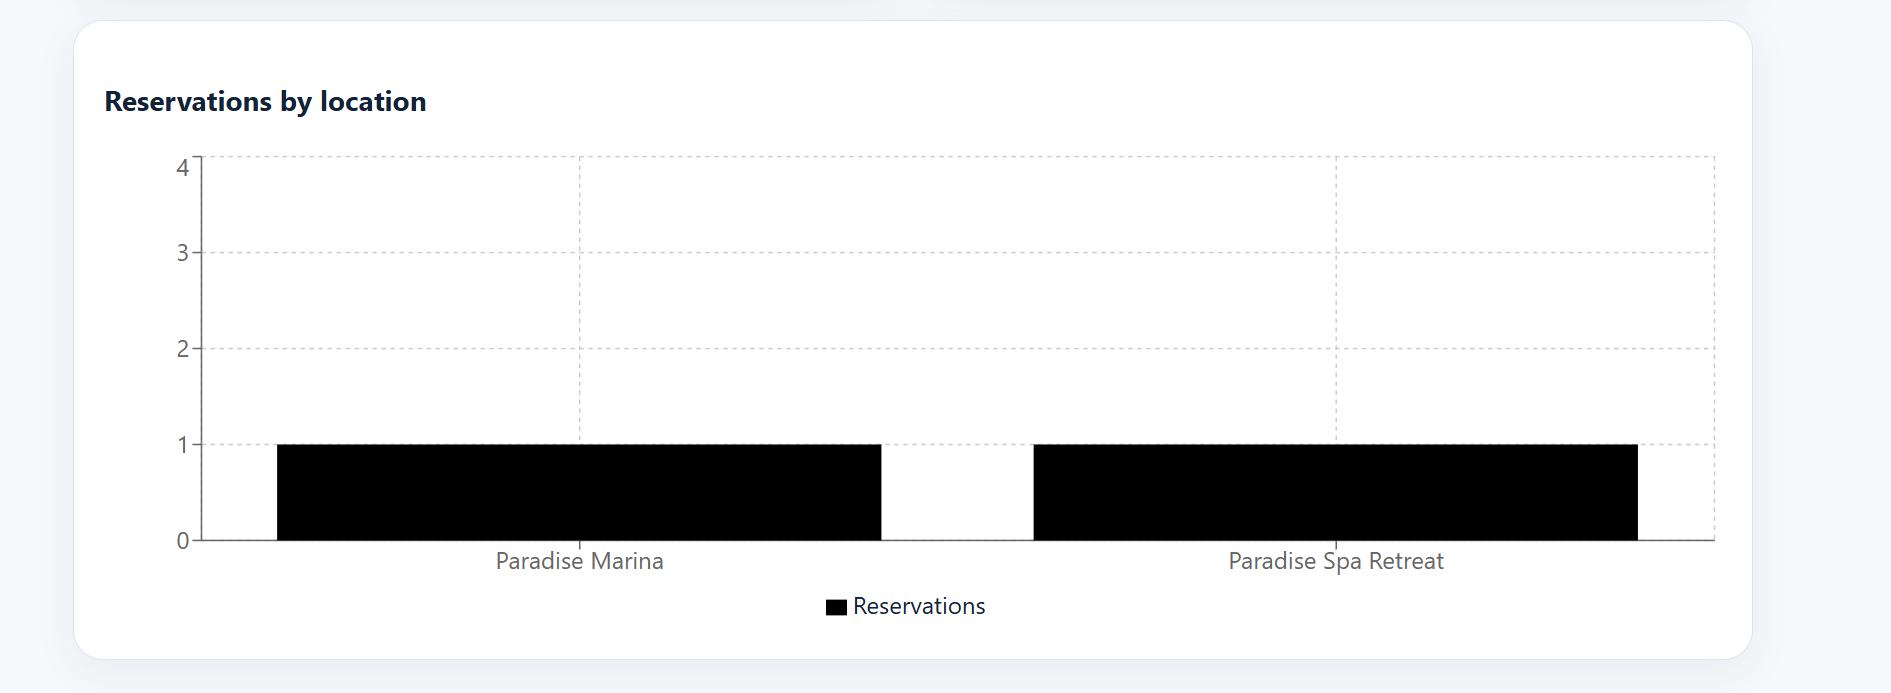 Reservations by location
4
3
2
1
0
Paradise Marina
Paradise Spa Retreat
Reservations